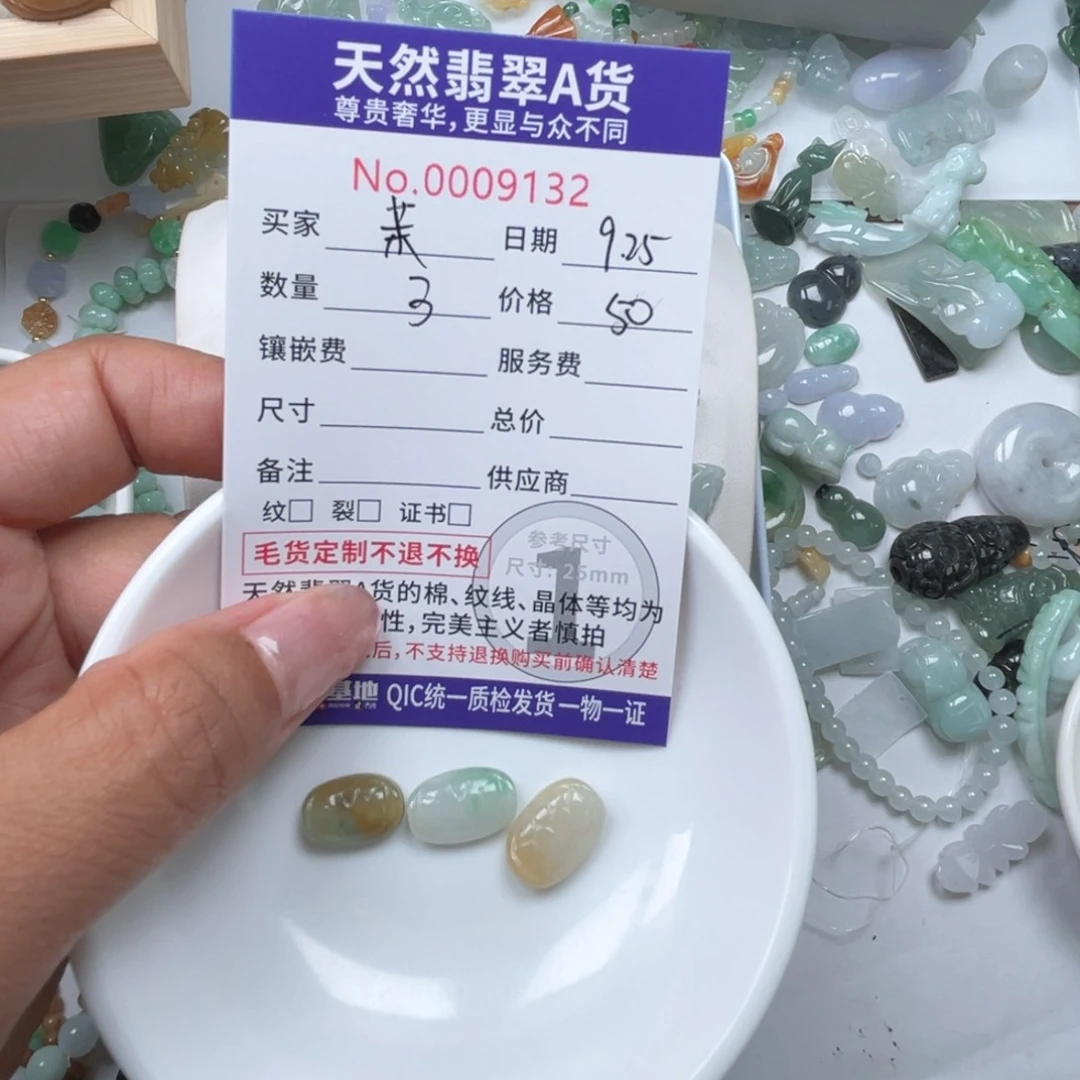 天然翡翠A货
尊贵奢华,更显与众不同
No.0009132
买家 茉 日期 9.25
数量 3 价格 50
镶嵌费 服务费
尺寸 总价
备注 供应商
纹□ 裂□ 证书□
参考尺寸
毛货定制不退不换
尺寸: 25mm
天然翡翠A货的棉、纹线、晶体等均为
性,完美主义者慎拍
后,不支持退换购买前确认清楚
基地 QIC统一质检发货一物一证